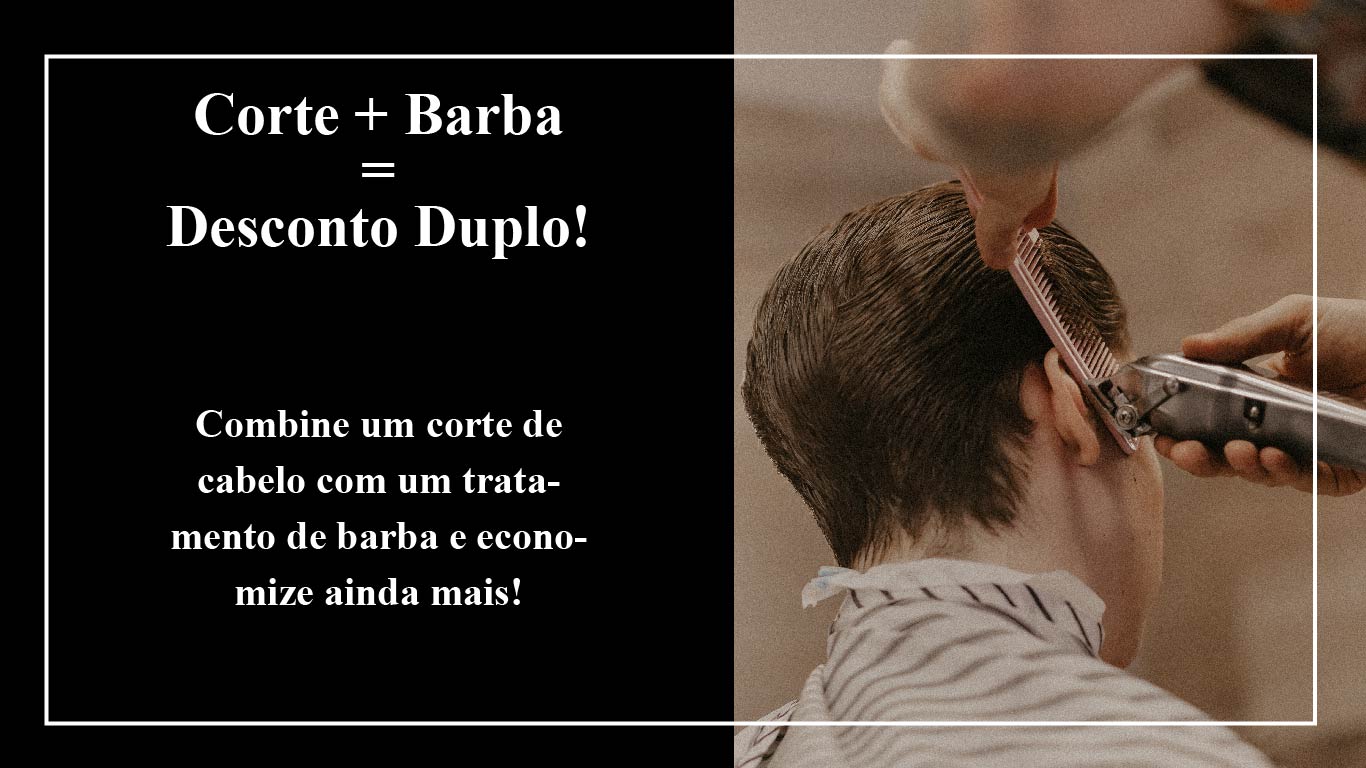 Corte + Barba
=
Desconto Duplo!
Combine um corte de
cabelo com um trata-
mento de barba e econo-
mize ainda mais!